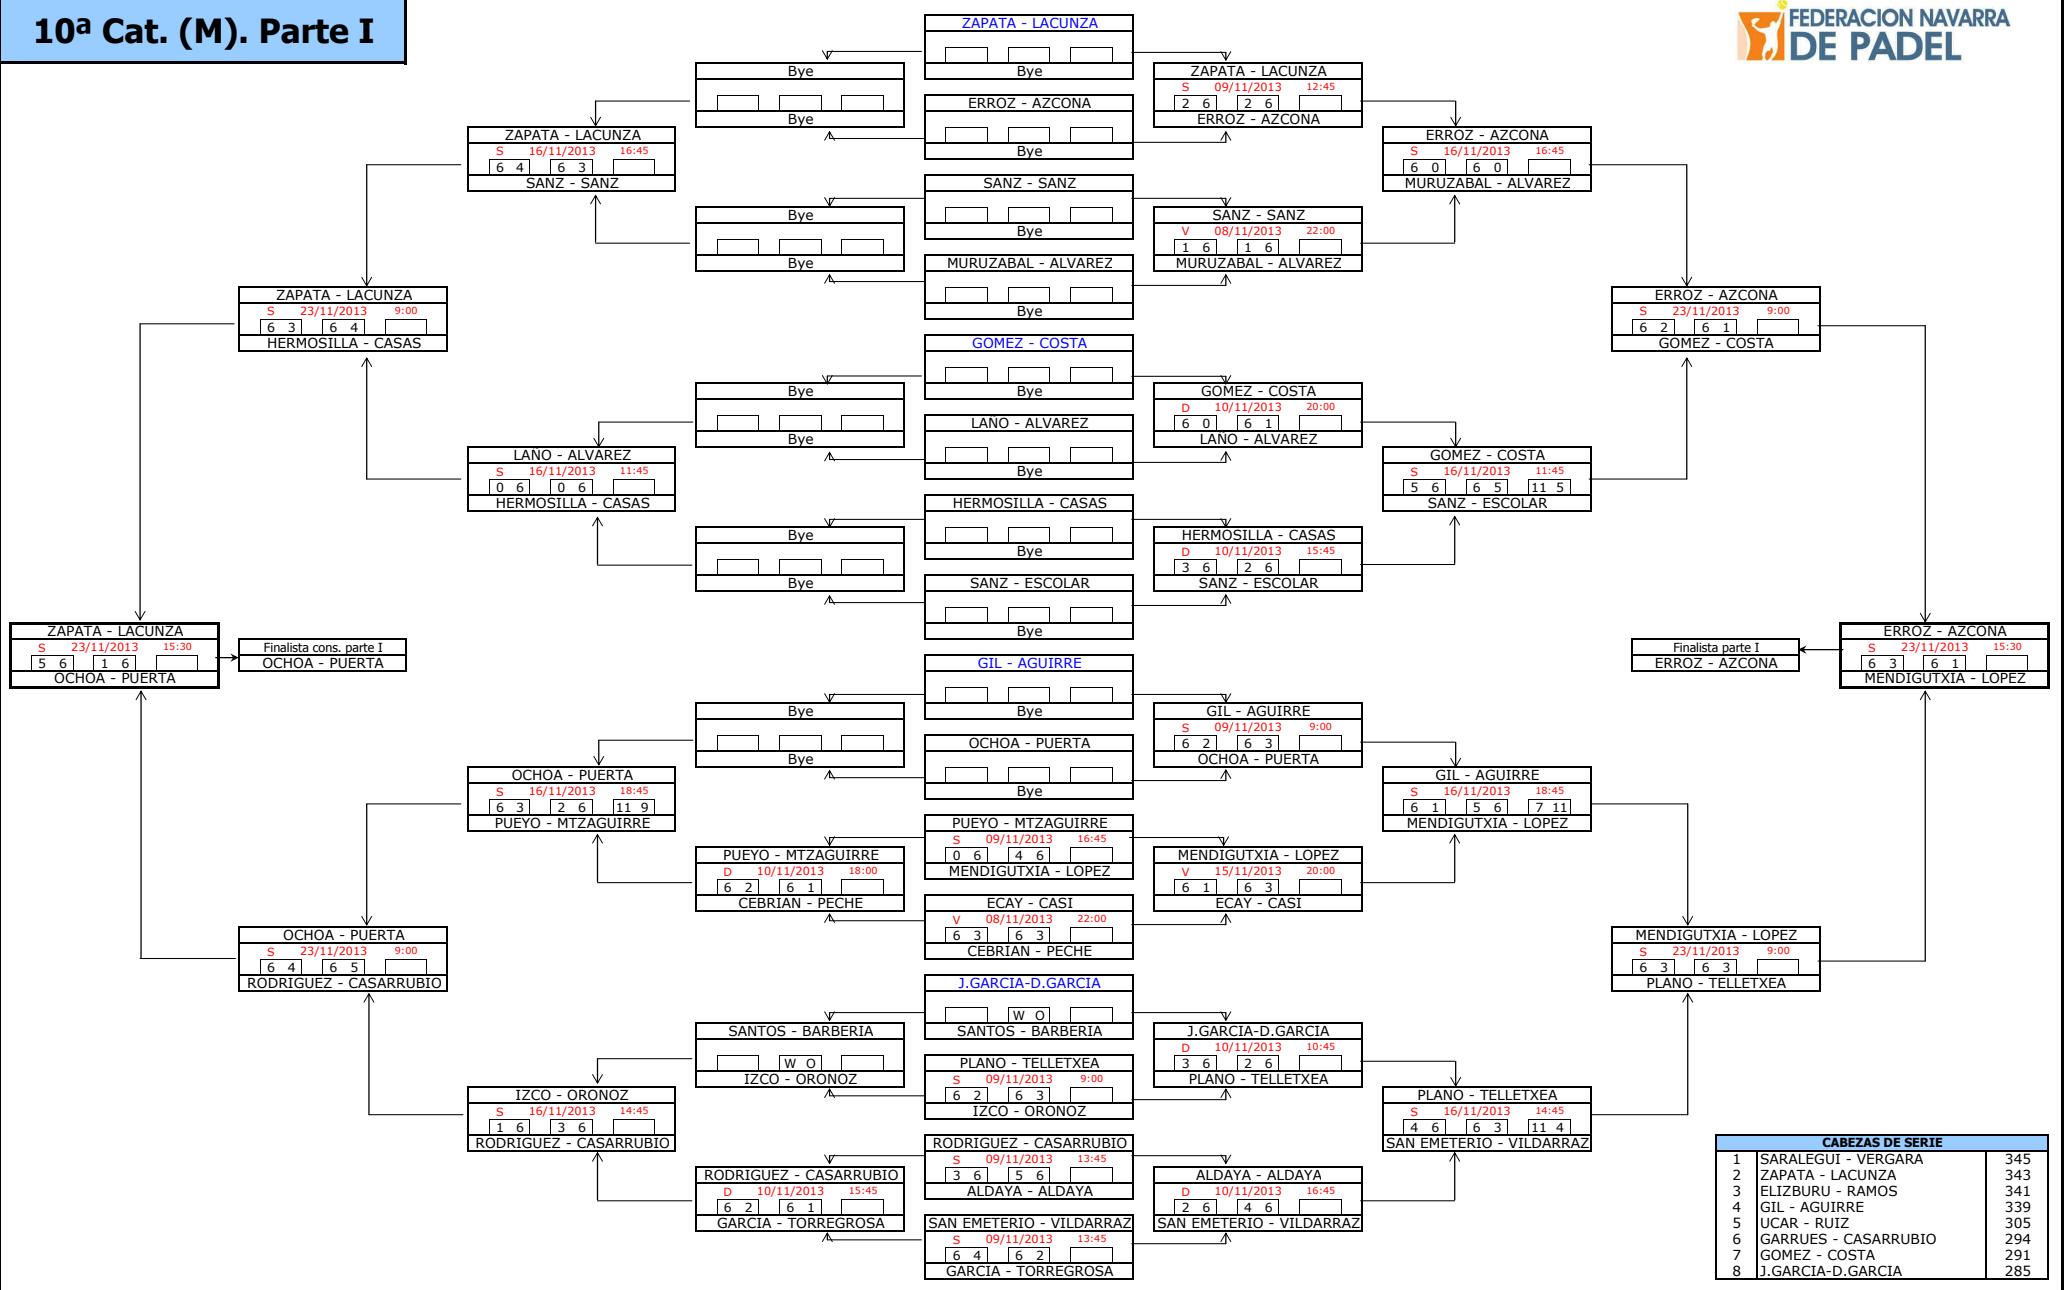 10ª Cat. (M). Parte I
FEDERACION NAVARRA
DE PADEL
ZAPATA - LACUNZA
Bye
ERROZ - AZCONA
Bye
SANZ - SANZ
Bye
MURUZABAL - ALVAREZ
Bye
GOMEZ - COSTA
Bye
LAÑO - ALVAREZ
Bye
HERMOSILLA - CASAS
Bye
SANZ - ESCOLAR
Bye
GIL - AGUIRRE
Bye
OCHOA - PUERTA
Bye
PUEYO - MTZAGUIRRE
S 09/11/2013 16:45
0 6 4 6
MENDIGUTXIA - LOPEZ
ECAY - CASI
V 08/11/2013 22:00
6 3 6 3
CEBRIAN - PECHE
J.GARCIA-D.GARCIA
W O
SANTOS - BARBERIA
PLANO - TELLETXEA
S 09/11/2013 9:00
6 2 6 3
IZCO - ORONOZ
RODRIGUEZ - CASARRUBIO
S 09/11/2013 13:45
3 6 5 6
ALDAYA - ALDAYA
SAN EMETERIO - VILDARRAZ
S 09/11/2013 13:45
6 4 6 2
GARCIA - TORREGROSA
Bye
Bye
Bye
Bye
Bye
Bye
Bye
Bye
Bye
Bye
PUEYO - MTZAGUIRRE
D 10/11/2013 18:00
6 2 6 1
CEBRIAN - PECHE
SANTOS - BARBERIA
W O
IZCO - ORONOZ
RODRIGUEZ - CASARRUBIO
D 10/11/2013 15:45
6 2 6 1
GARCIA - TORREGROSA
ZAPATA - LACUNZA
S 16/11/2013 16:45
6 4 6 3
SANZ - SANZ
LAÑO - ALVAREZ
S 16/11/2013 11:45
0 6 0 6
HERMOSILLA - CASAS
OCHOA - PUERTA
S 16/11/2013 18:45
6 3 2 6 11 9
PUEYO - MTZAGUIRRE
IZCO - ORONOZ
S 16/11/2013 14:45
1 6 3 6
RODRIGUEZ - CASARRUBIO
ZAPATA - LACUNZA
S 23/11/2013 9:00
6 3 6 4
HERMOSILLA - CASAS
OCHOA - PUERTA
S 23/11/2013 9:00
6 4 6 5
RODRIGUEZ - CASARRUBIO
ZAPATA - LACUNZA
S 23/11/2013 15:30
5 6 1 6
OCHOA - PUERTA
Finalista cons. parte I
OCHOA - PUERTA
ZAPATA - LACUNZA
S 09/11/2013 12:45
2 6 2 6
ERROZ - AZCONA
SANZ - SANZ
V 08/11/2013 22:00
1 6 1 6
MURUZABAL - ALVAREZ
GOMEZ - COSTA
D 10/11/2013 20:00
6 0 6 1
LAÑO - ALVAREZ
HERMOSILLA - CASAS
D 10/11/2013 15:45
3 6 2 6
SANZ - ESCOLAR
GIL - AGUIRRE
S 09/11/2013 9:00
6 2 6 3
OCHOA - PUERTA
MENDIGUTXIA - LOPEZ
V 15/11/2013 20:00
6 1 6 3
ECAY - CASI
J.GARCIA-D.GARCIA
D 10/11/2013 10:45
3 6 2 6
PLANO - TELLETXEA
ALDAYA - ALDAYA
D 10/11/2013 16:45
2 6 4 6
SAN EMETERIO - VILDARRAZ
ERROZ - AZCONA
S 16/11/2013 16:45
6 0 6 0
MURUZABAL - ALVAREZ
GOMEZ - COSTA
S 16/11/2013 11:45
5 6 6 5 11 5
SANZ - ESCOLAR
GIL - AGUIRRE
S 16/11/2013 18:45
6 1 5 6 7 11
MENDIGUTXIA - LOPEZ
PLANO - TELLETXEA
S 16/11/2013 14:45
4 6 6 3 11 4
SAN EMETERIO - VILDARRAZ
ERROZ - AZCONA
S 23/11/2013 9:00
6 2 6 1
GOMEZ - COSTA
MENDIGUTXIA - LOPEZ
S 23/11/2013 9:00
6 3 6 3
PLANO - TELLETXEA
Finalista parte I
ERROZ - AZCONA
ERROZ - AZCONA
S 23/11/2013 15:30
6 3 6 1
MENDIGUTXIA - LOPEZ
CABEZAS DE SERIE
1 SARALEGUI - VERGARA 345
2 ZAPATA - LACUNZA 343
3 ELIZBURU - RAMOS 341
4 GIL - AGUIRRE 339
5 UCAR - RUIZ 305
6 GARRUES - CASARRUBIO 294
7 GOMEZ - COSTA 291
8 J.GARCIA-D.GARCIA 285